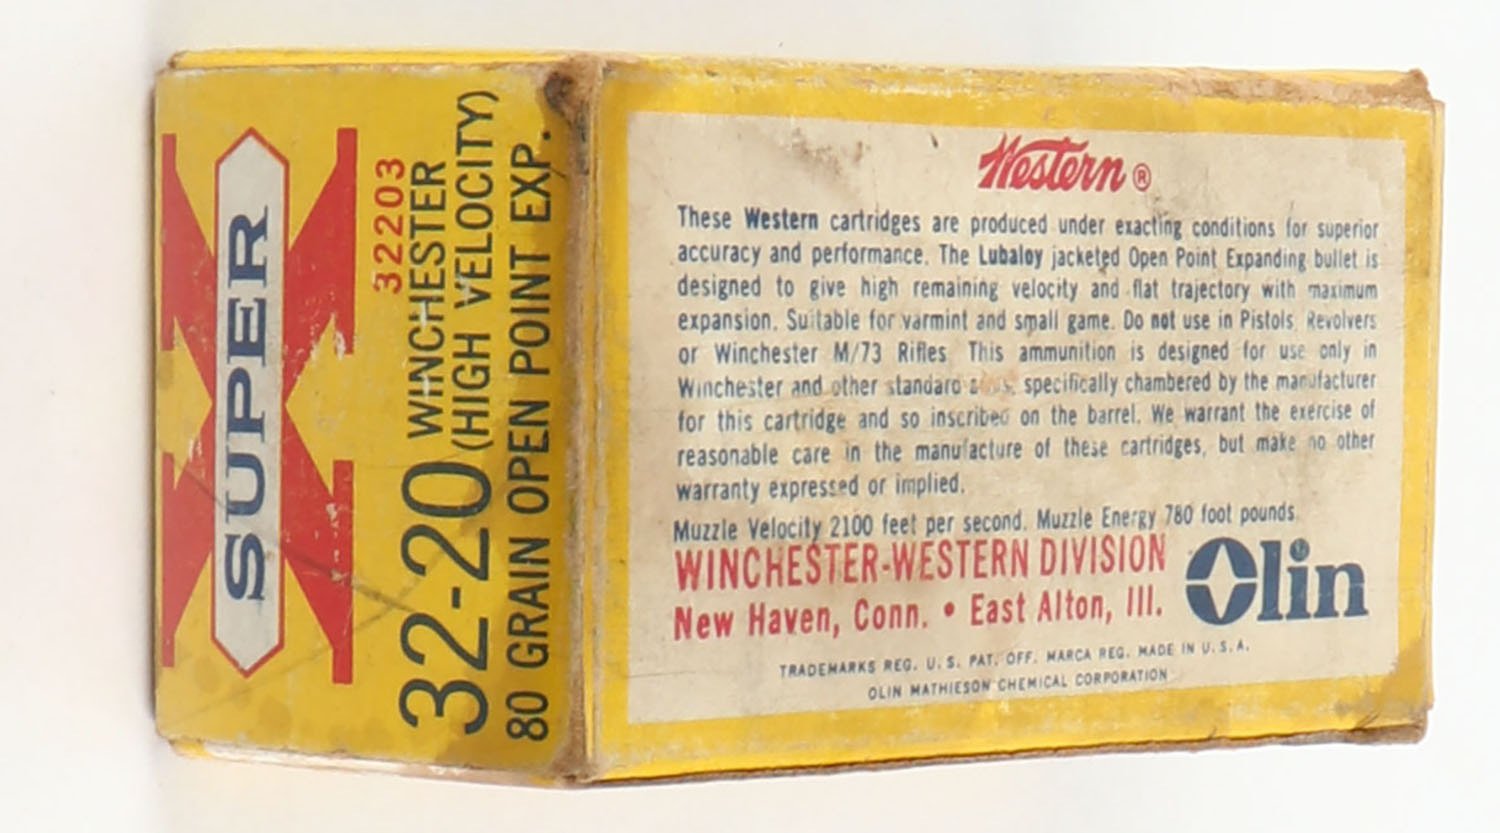 SUPER X
32203
32-20 WINCHESTER
(HIGH VELOCITY)
80 GRAIN OPEN POINT EXP.
Western ®
These Western cartridges are produced under exacting conditions for superior
accuracy and performance. The Lubaloy jacketed Open Point Expanding bullet is
designed to give high remaining velocity and flat trajectory with maximum
expansion. Suitable for varmint and small game. Do not use in Pistols, Revolvers
or Winchester M/73 Rifles. This ammunition is designed for use only in
Winchester and other standard specifically chambered by the manufacturer
for this cartridge and so inscribed on the barrel. We warrant the exercise of
reasonable care in the manufacture of these cartridges, but make no other
warranty expressed or implied.
Muzzle Velocity 2100 feet per second. Muzzle Energy 780 foot pounds.
WINCHESTER-WESTERN DIVISION
New Haven, Conn. • East Alton, Ill.
Olin
TRADEMARKS REG. U.S. PAT. OFF. MARCA REG. MADE IN U.S.A.
OLIN MATHIESON CHEMICAL CORPORATION